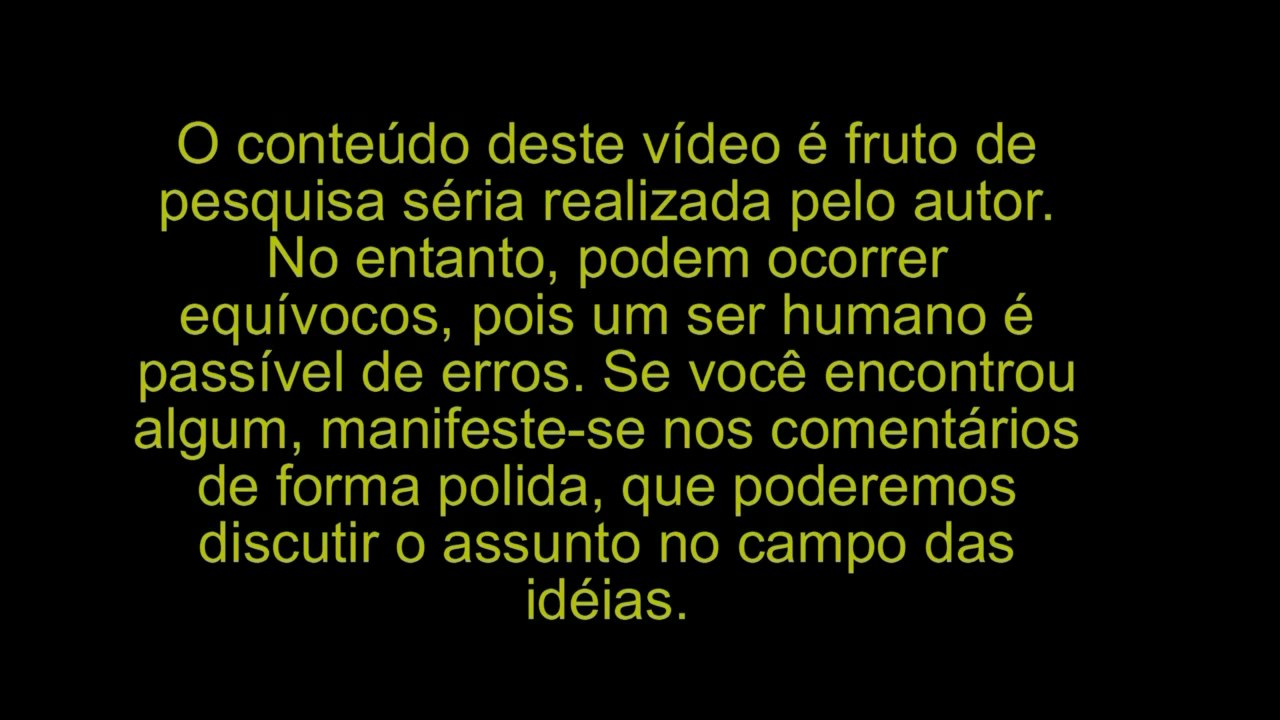 O conteúdo deste vídeo é fruto de
pesquisa séria realizada pelo autor.
No entanto, podem ocorrer
equívocos, pois um ser humano é
passível de erros. Se você encontrou
algum, manifeste-se nos comentários
de forma polida, que poderemos
discutir o assunto no campo das
idéias.